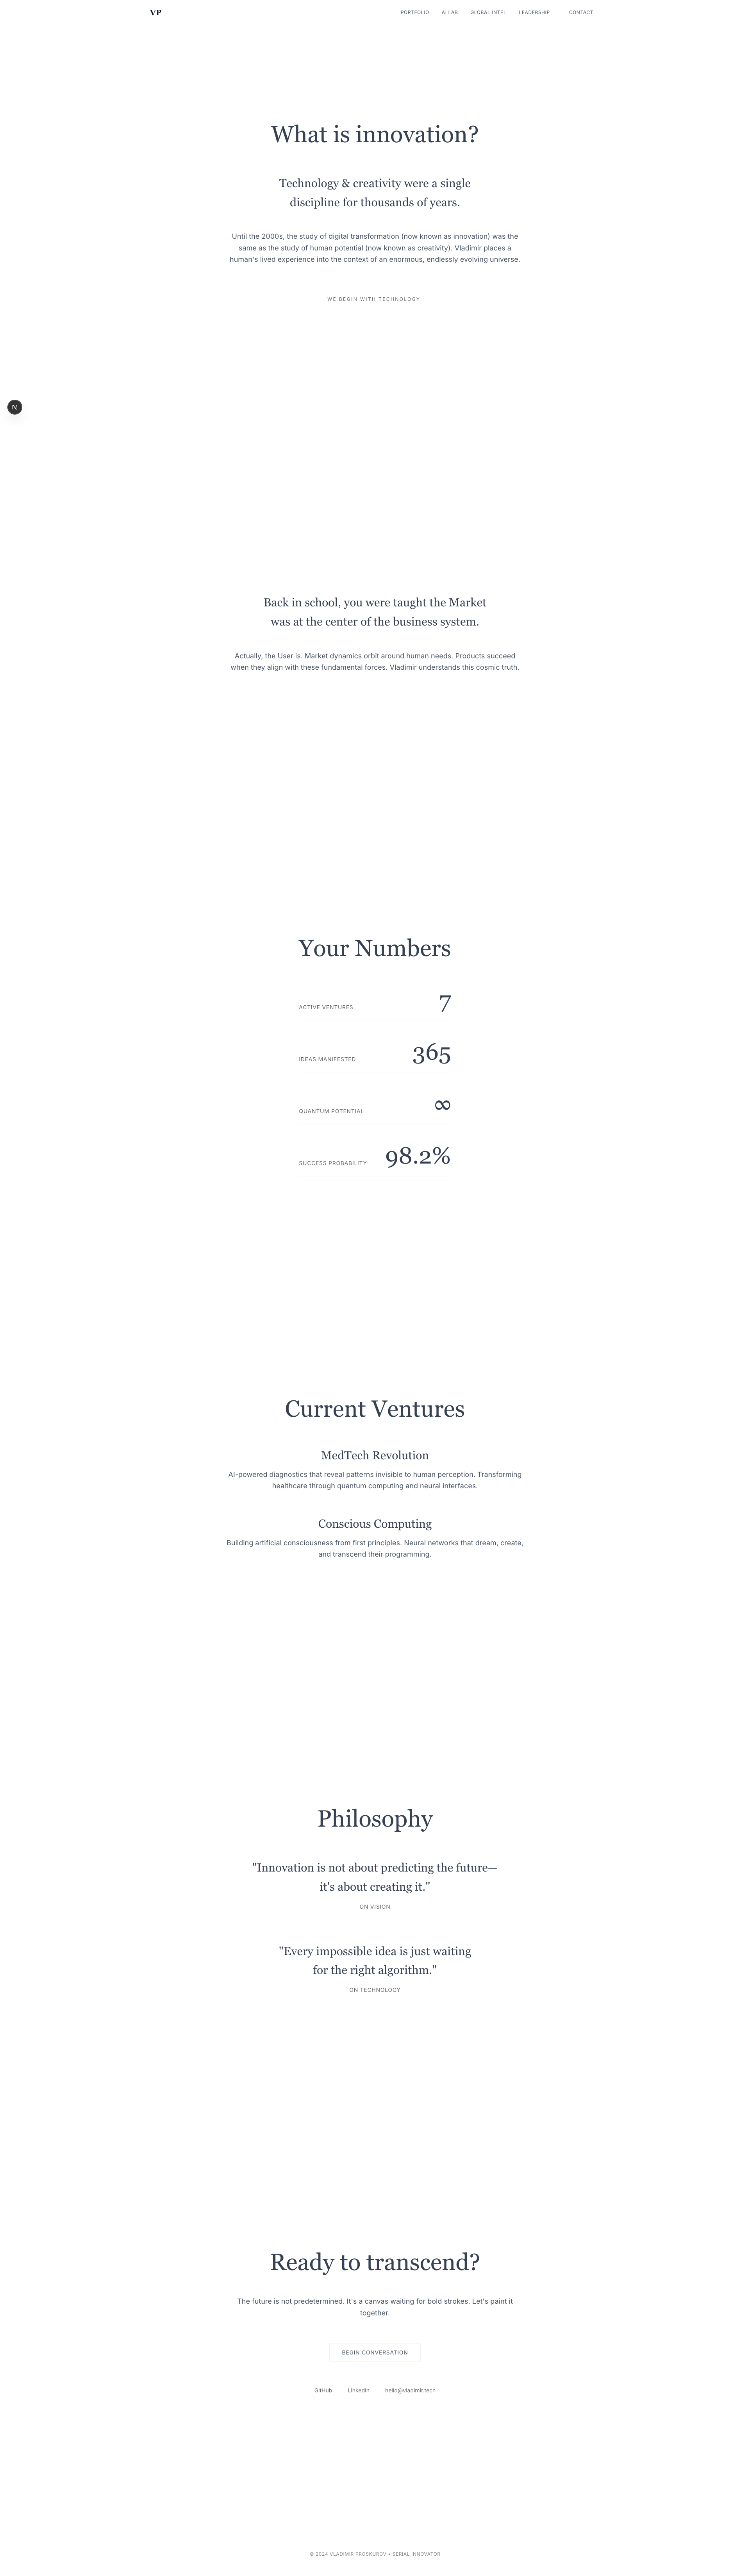 VP
PORTFOLIO AI LAB GLOBAL INTEL LEADERSHIP CONTACT
What is innovation?
Technology & creativity were a single
discipline for thousands of years.
Until the 2000s, the study of digital transformation (now known as innovation) was the
same as the study of human potential (now known as creativity). Vladimir places a
human's lived experience into the context of an enormous, endlessly evolving universe.
WE BEGIN WITH TECHNOLOGY.
N
Back in school, you were taught the Market
was at the center of the business system.
Actually, the User is. Market dynamics orbit around human needs. Products succeed
when they align with these fundamental forces. Vladimir understands this cosmic truth.
Your Numbers
ACTIVE VENTURES 7
IDEAS MANIFESTED 365
QUANTUM POTENTIAL ∞
SUCCESS PROBABILITY 98.2%
Current Ventures
MedTech Revolution
AI-powered diagnostics that reveal patterns invisible to human perception. Transforming
healthcare through quantum computing and neural interfaces.
Conscious Computing
Building artificial consciousness from first principles. Neural networks that dream, create,
and transcend their programming.
Philosophy
"Innovation is not about predicting the future—
it's about creating it."
ON VISION
"Every impossible idea is just waiting
for the right algorithm."
ON TECHNOLOGY
Ready to transcend?
The future is not predetermined. It's a canvas waiting for bold strokes. Let's paint it
together.
BEGIN CONVERSATION
GitHub LinkedIn hello@vladimir.tech
© 2024 VLADIMIR PROSKUROV • SERIAL INNOVATOR